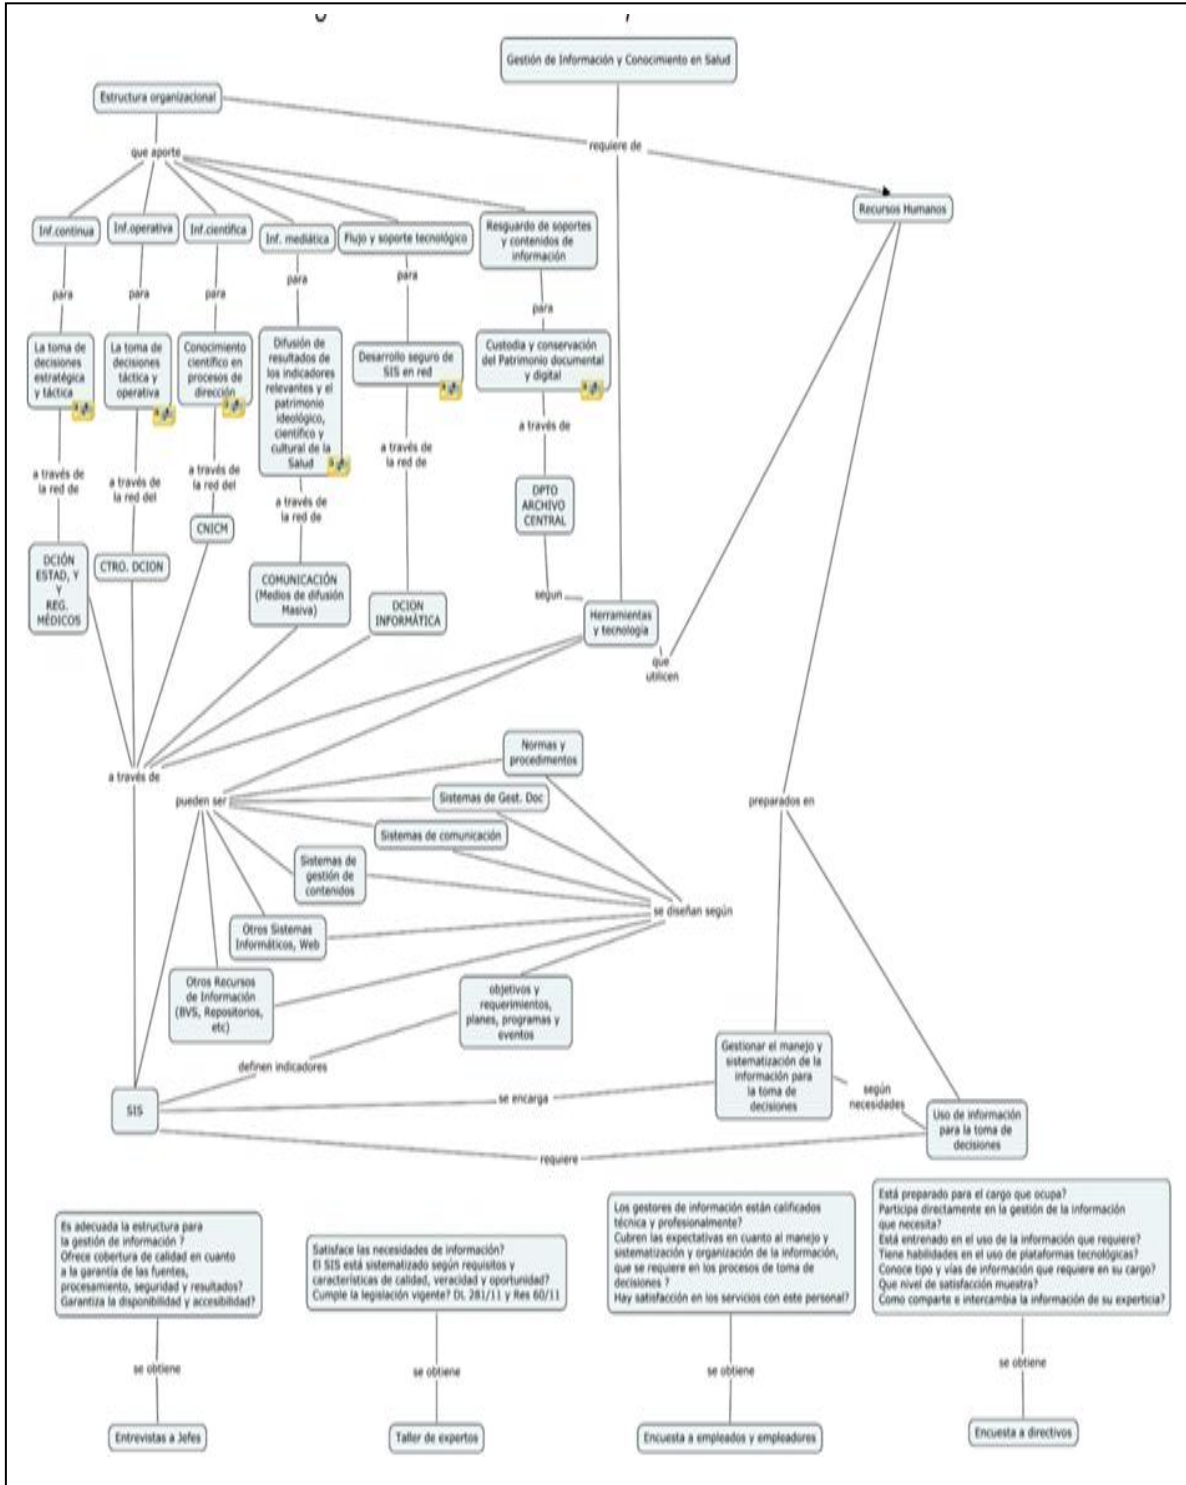 Gestión de Información y Conocimiento en Salud
Estructura organizacional
requiere de
que aporte
Recursos Humanos
Inf.continua
Inf.operativa
Inf.científica
Inf. mediática
Flujo y soporte tecnológico
Resguardo de soportes
y contenidos de
información
para
para
para
para
para
para
La toma de
decisiones
estratégica
y táctica
La toma de
decisiones
táctica y
operativa
Conocimiento
científico en
procesos de
dirección
Difusión de
resultados de
los indicadores
relevantes y el
patrimonio
ideológico,
científico y
cultural de la
Salud
Desarrollo seguro de
SIS en red
Custodia y conservación
del Patrimonio documental
y digital
a través de
la red de
a través de
la red del
a través de
la red del
a través de
la red de
a través de
la red de
a través de
DCIÓN
ESTAD, Y
Y
REG.
MÉDICOS
CTRO. DCION
CNICM
COMUNICACIÓN
(Medios de difusión
Masiva)
DCION
INFORMÁTICA
DPTO
ARCHIVO
CENTRAL
segun
Herramientas
y tecnología
que
utilicen
a través de
pueden ser
Normas y
procedimentos
Sistemas de Gest. Doc
Sistemas de comunicación
Sistemas de
gestión de
contenidos
Otros Sistemas
Informáticos, Web
Otros Recursos
de Información
(BVS, Repositorios,
etc)
se diseñan según
preparados en
objetivos y
requerimientos,
planes, programas y
eventos
definen indicadores
SIS
se encarga
Gestionar el manejo y
sistematización de la
información para
la toma de
decisiones
según
necesidades
Uso de información
para la toma de
decisiones
requiere
Es adecuada la estructura para
la gestión de información ?
Ofrece cobertura de calidad en cuanto
a la garantía de las fuentes,
procesamiento, seguridad y resultados?
Garantiza la disponibilidad y accesibilidad?
Satisface las necesidades de información?
El SIS está sistematizado según requisitos y
características de calidad, veracidad y oportunidad?
Cumple la legislación vigente? DL 281/11 y Res 60/11
Los gestores de información están calificados
técnica y profesionalmente?
Cubren las expectativas en cuanto al manejo y
sistematización y organización de la información,
que se requiere en los procesos de toma de
decisiones ?
Hay satisfacción en los servicios con este personal?
Está preparado para el cargo que ocupa?
Participa directamente en la gestión de la información
que necesita?
Está entrenado en el uso de la información que requiere?
Tiene habilidades en el uso de plataformas tecnológicas?
Conoce tipo y vías de información que requiere en su cargo?
Que nivel de satisfacción muestra?
Como comparte e intercambia la información de su experticia?
se obtiene
se obtiene
se obtiene
se obtiene
Entrevistas a Jefes
Taller de expertos
Encuesta a empleados y empleadores
Encuesta a directivos